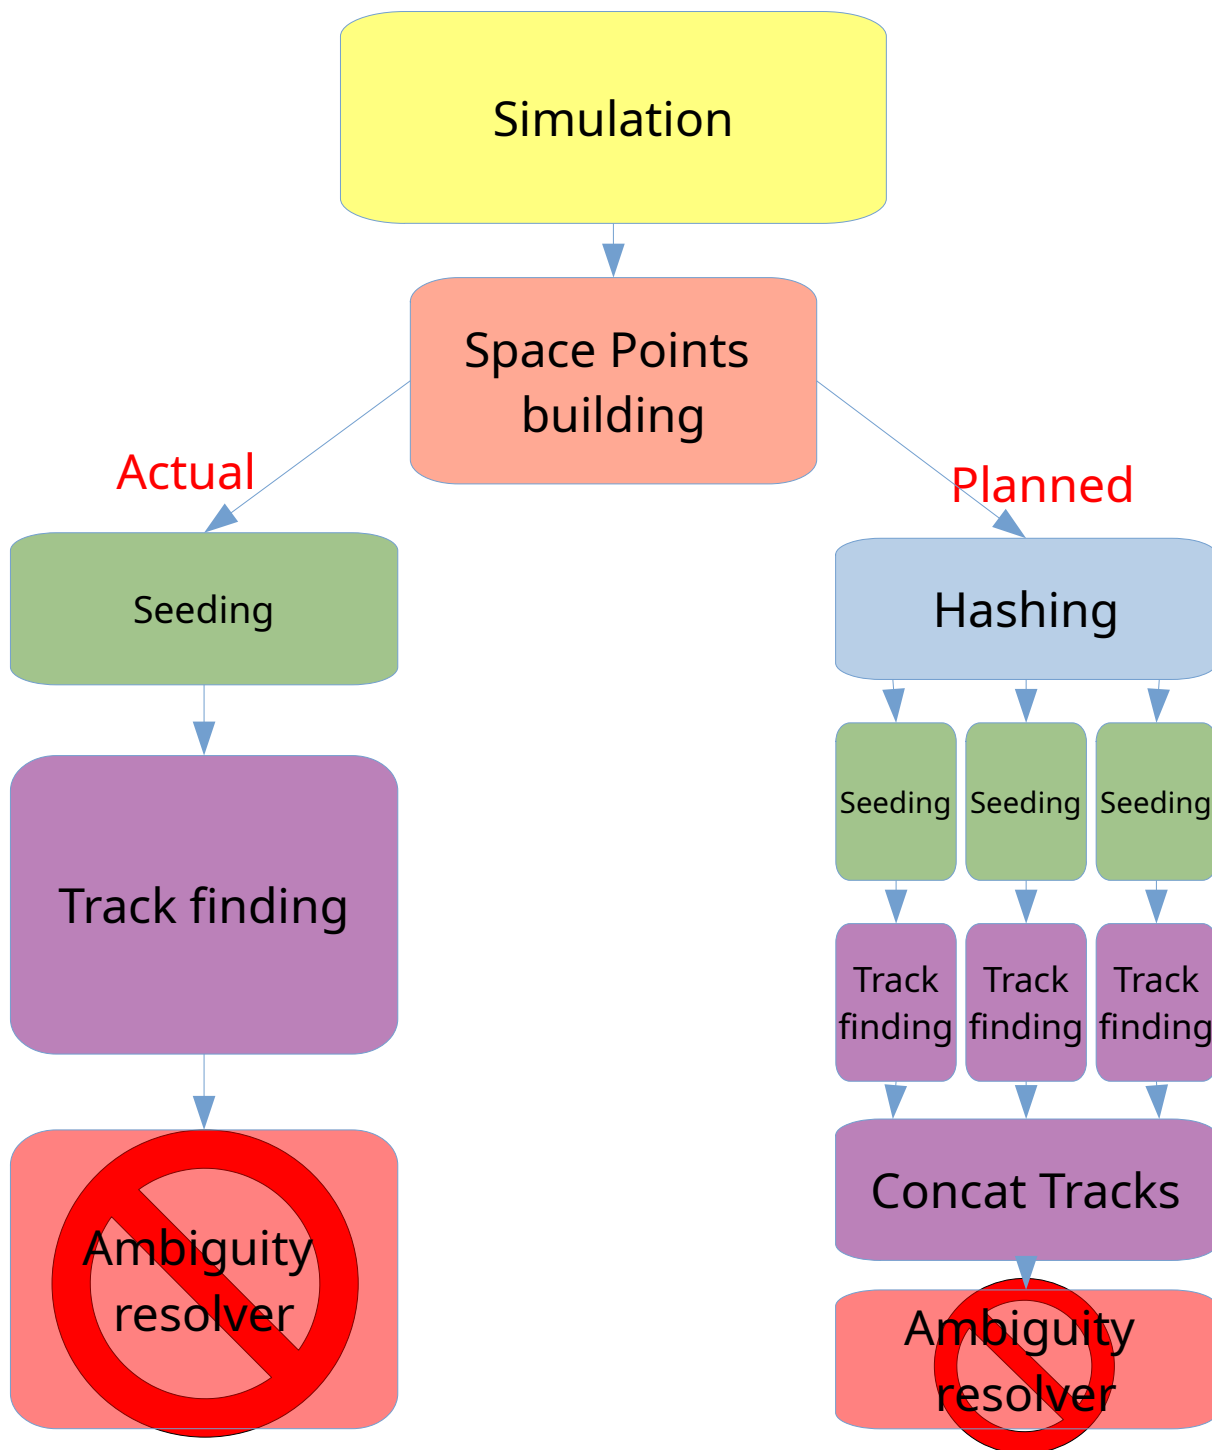 Simulation
Space Points
building
Actual
Planned
Seeding
Hashing
Seeding
Seeding
Seeding
Track finding
Track
finding
Track
finding
Track
finding
Concat Tracks
Ambiguity
resolver
Ambiguity
resolver